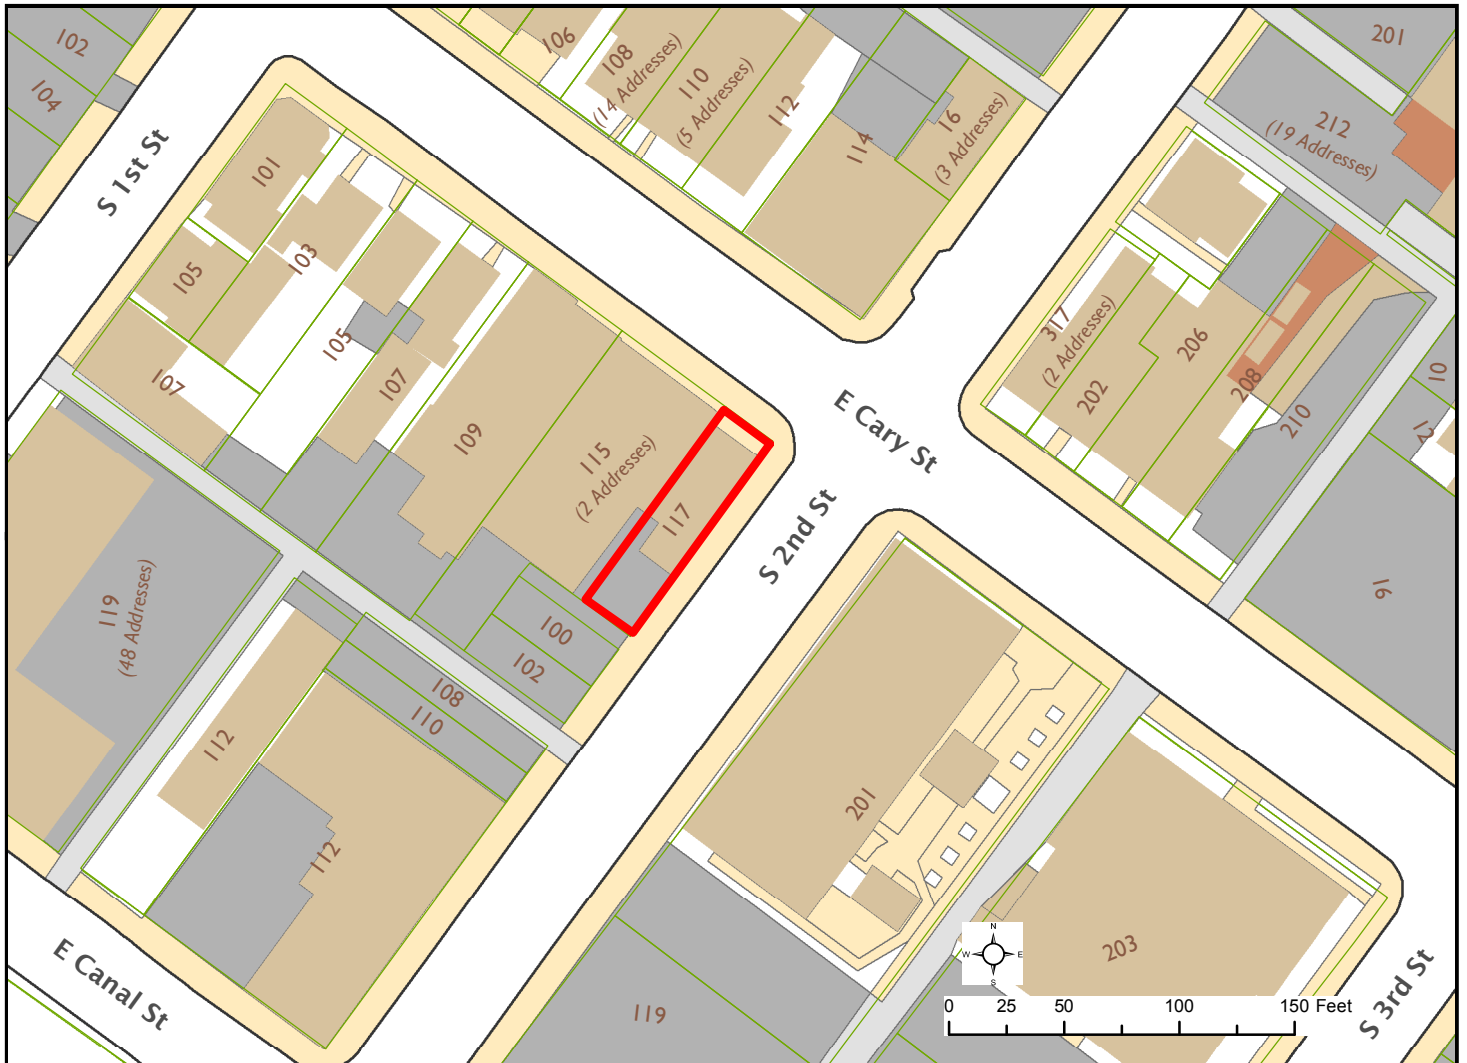 102
104
S 1st St
106
108
(14 Addresses)
110
(5 Addresses)
112
114
16
(3 Addresses)
201
212
(19 Addresses)
101
103
105
105
107
107
109
115
(2 Addresses)
117
E Cary St
317
(2 Addresses)
202
206
208
210
10
12
16
S 2nd St
100
102
119
(48 Addresses)
108
110
112
112
201
203
119
E Canal St
S 3rd St
N
W
E
S
0 25 50 100 150 Feet